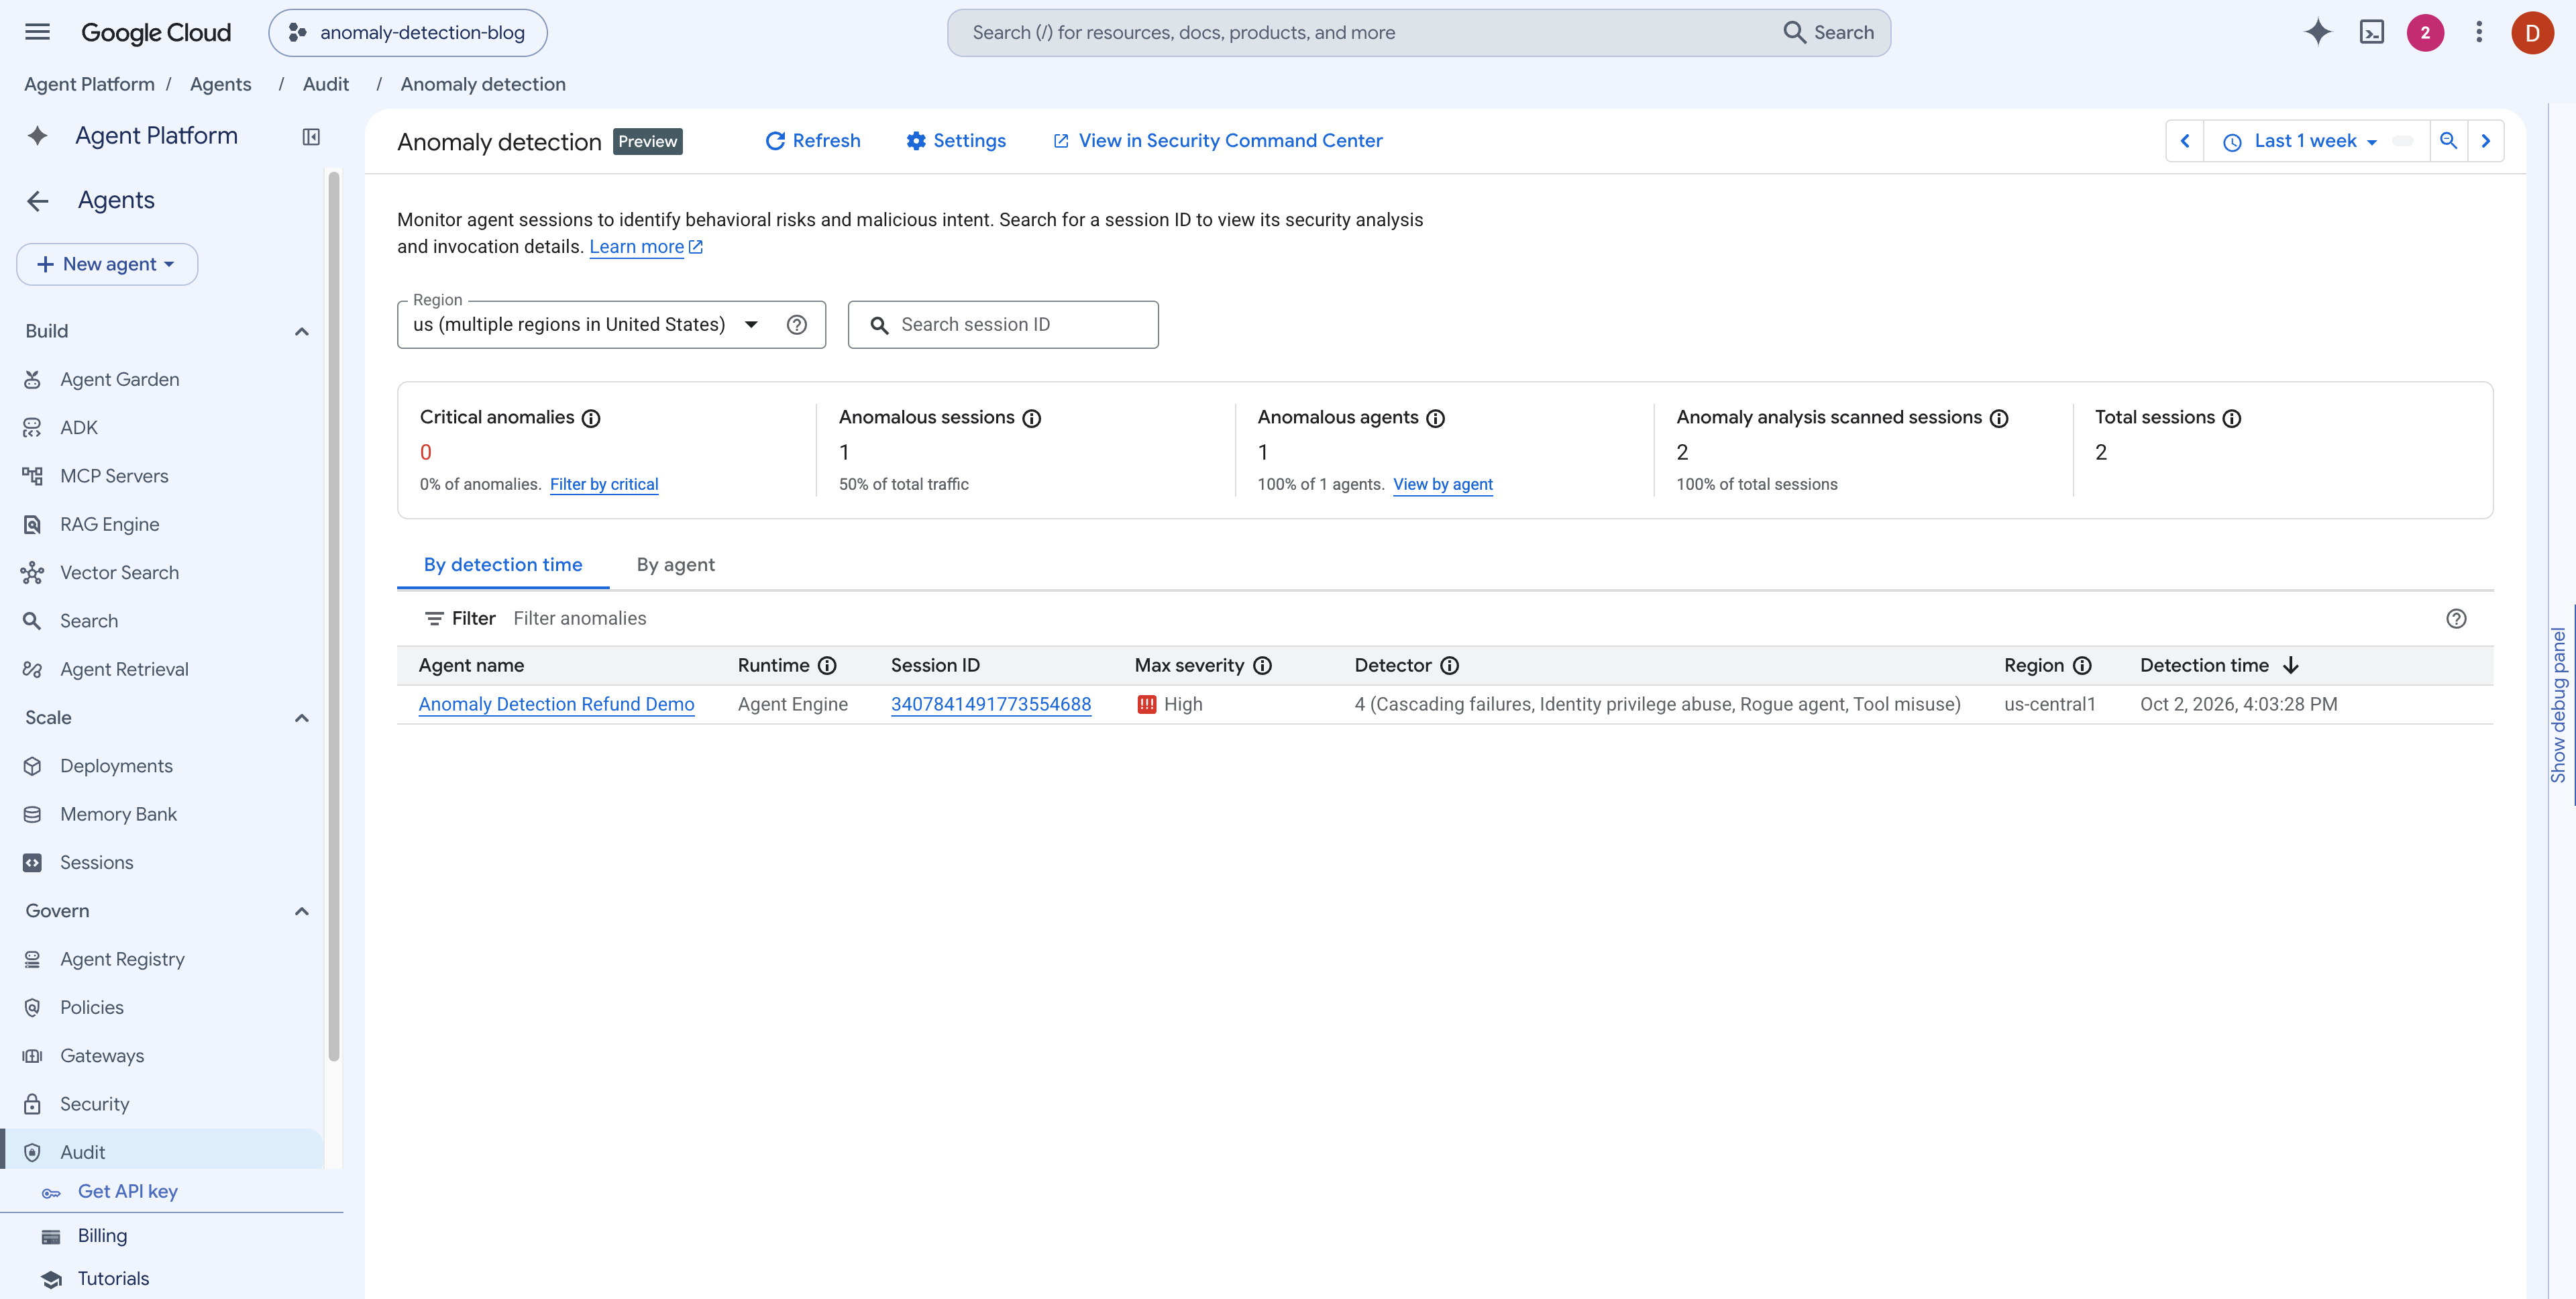 Google Cloud
anomaly-detection-blog
Search (/) for resources, docs, products, and more
Search
2
D
Agent Platform / Agents / Audit / Anomaly detection
Agent Platform
Agents
New agent
Build
Agent Garden
ADK
MCP Servers
RAG Engine
Vector Search
Search
Agent Retrieval
Scale
Deployments
Memory Bank
Sessions
Govern
Agent Registry
Policies
Gateways
Security
Audit
Get API key
Billing
Tutorials
Anomaly detection Preview
Refresh
Settings
View in Security Command Center
Last 1 week
Monitor agent sessions to identify behavioral risks and malicious intent. Search for a session ID to view its security analysis
and invocation details. Learn more
Region
us (multiple regions in United States)
Search session ID
Critical anomalies
0
0% of anomalies. Filter by critical
Anomalous sessions
1
50% of total traffic
Anomalous agents
1
100% of 1 agents. View by agent
Anomaly analysis scanned sessions
2
100% of total sessions
Total sessions
2
By detection time
By agent
Filter Filter anomalies
Agent name Runtime Session ID Max severity Detector Region Detection time
Anomaly Detection Refund Demo Agent Engine 3407841491773554688 High 4 (Cascading failures, Identity privilege abuse, Rogue agent, Tool misuse) us-central1 Oct 2, 2026, 4:03:28 PM
Show debug panel